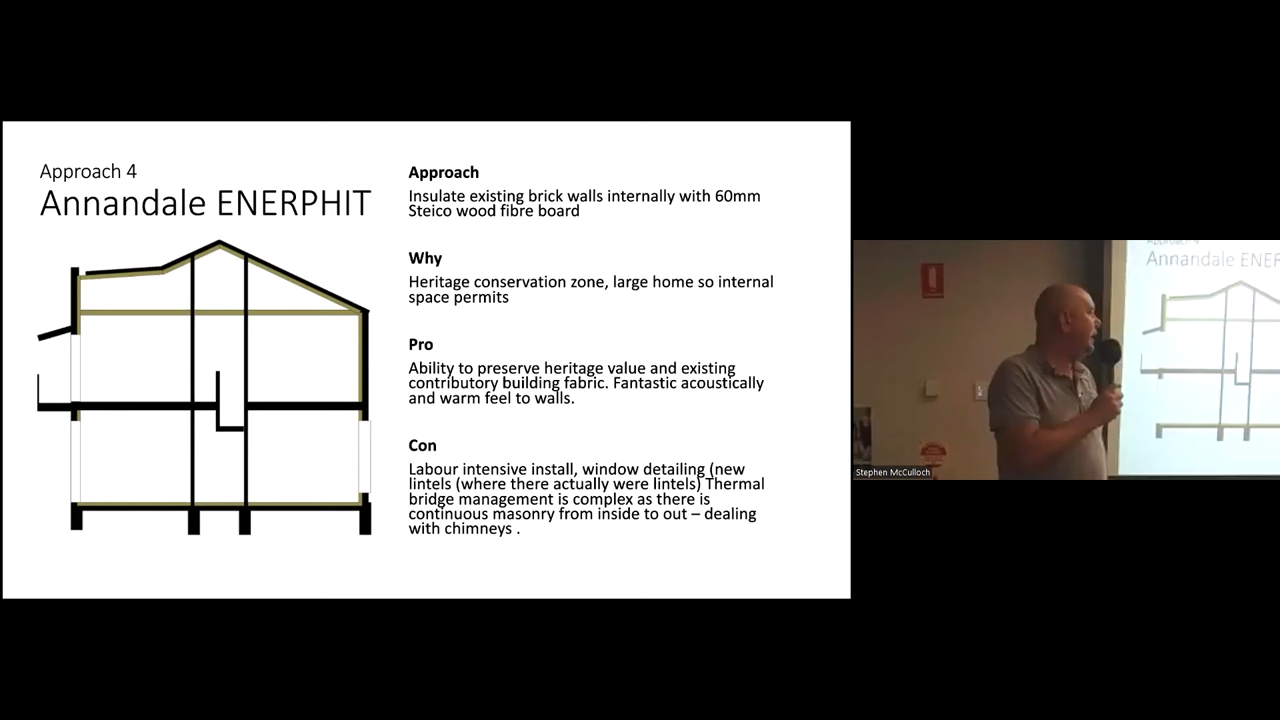 Approach 4
Annandale ENERPHIT
Approach
Insulate existing brick walls internally with 60mm
Steico wood fibre board
Why
Heritage conservation zone, large home so internal
space permits
Pro
Ability to preserve heritage value and existing
contributory building fabric. Fantastic acoustically
and warm feel to walls.
Con
Labour intensive install, window detailing (new
lintels (where there actually were lintels) Thermal
bridge management is complex as there is
continuous masonry from inside to out – dealing
with chimneys .
Approach 4
Annandale ENER
Stephen McCulloch